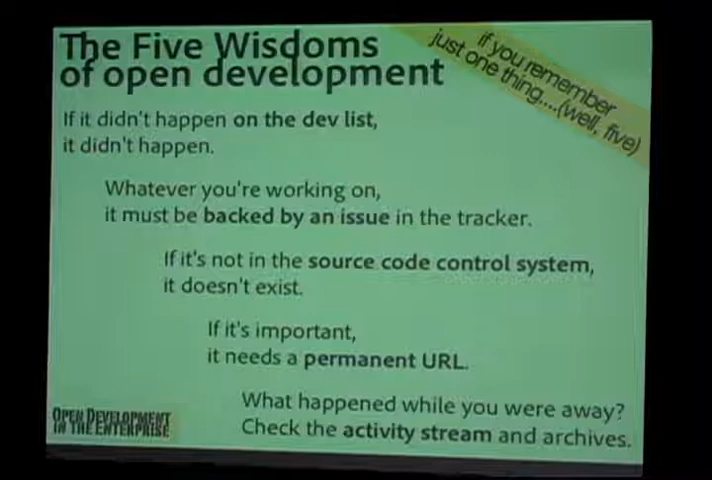 The Five Wisdoms
of open development
if you remember
just one thing....(well, five)
If it didn't happen on the dev list,
it didn't happen.
Whatever you're working on,
it must be backed by an issue in the tracker.
If it's not in the source code control system,
it doesn't exist.
If it's important,
it needs a permanent URL.
What happened while you were away?
Check the activity stream and archives.
OPEN DEVELOPMENT
IN THE ENTERPRISE